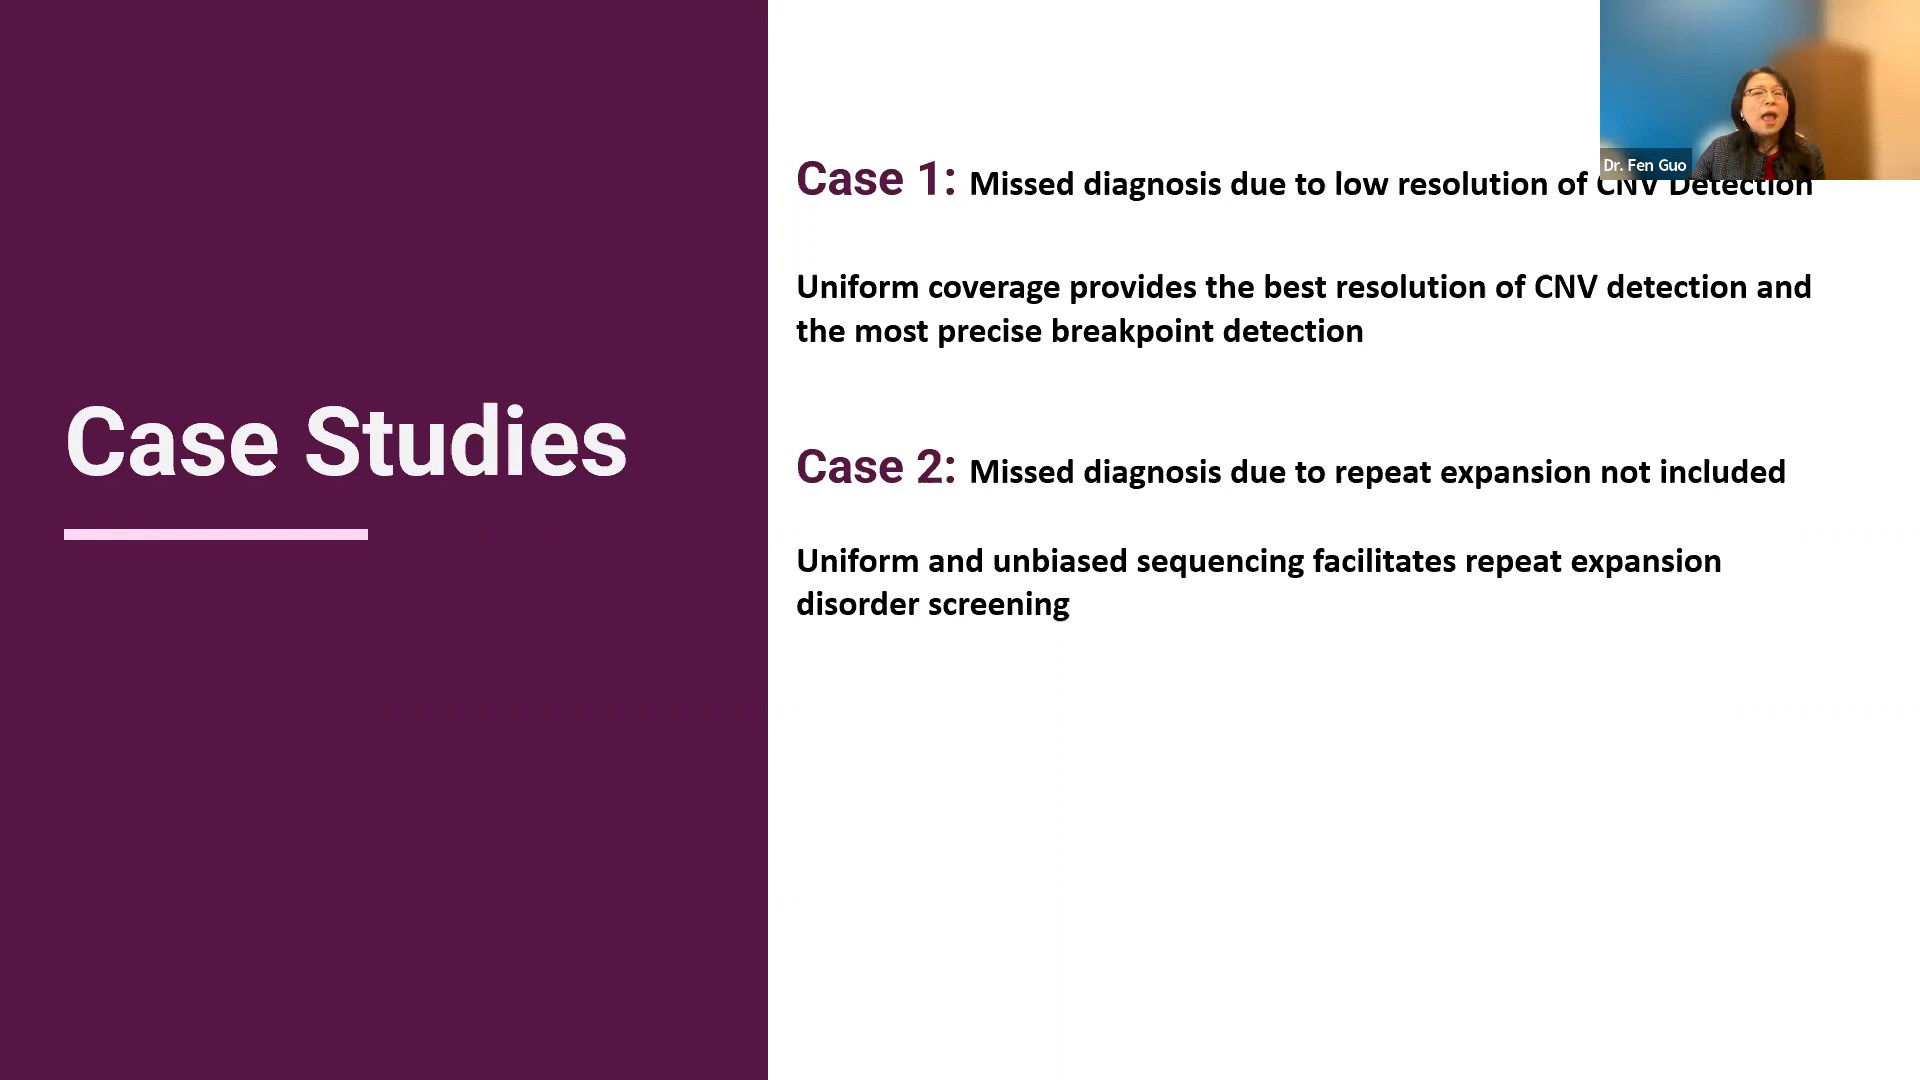 Dr. Fen Guo
Case Studies
Case 1: Missed diagnosis due to low resolution of CNV Detection
Uniform coverage provides the best resolution of CNV detection and
the most precise breakpoint detection
Case 2: Missed diagnosis due to repeat expansion not included
Uniform and unbiased sequencing facilitates repeat expansion
disorder screening